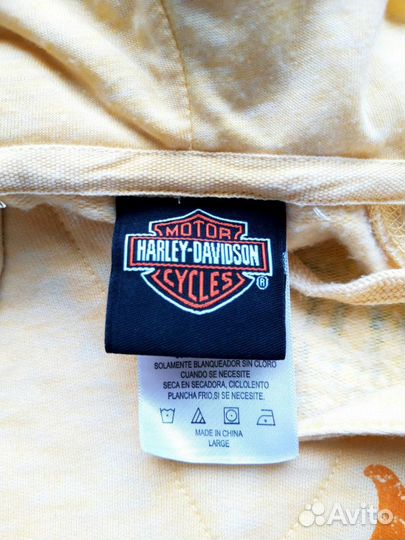 MOTOR
HARLEY-DAVIDSON
CYCLES
®
SOLAMENTE BLANQUEADOR SIN CLORO
CUANDO SE NECESITE
SECA EN SECADORA, CICLOLENTO
PLANCHA FRIO,SI SE NECESITE.
MADE IN CHINA
LARGE
Avito